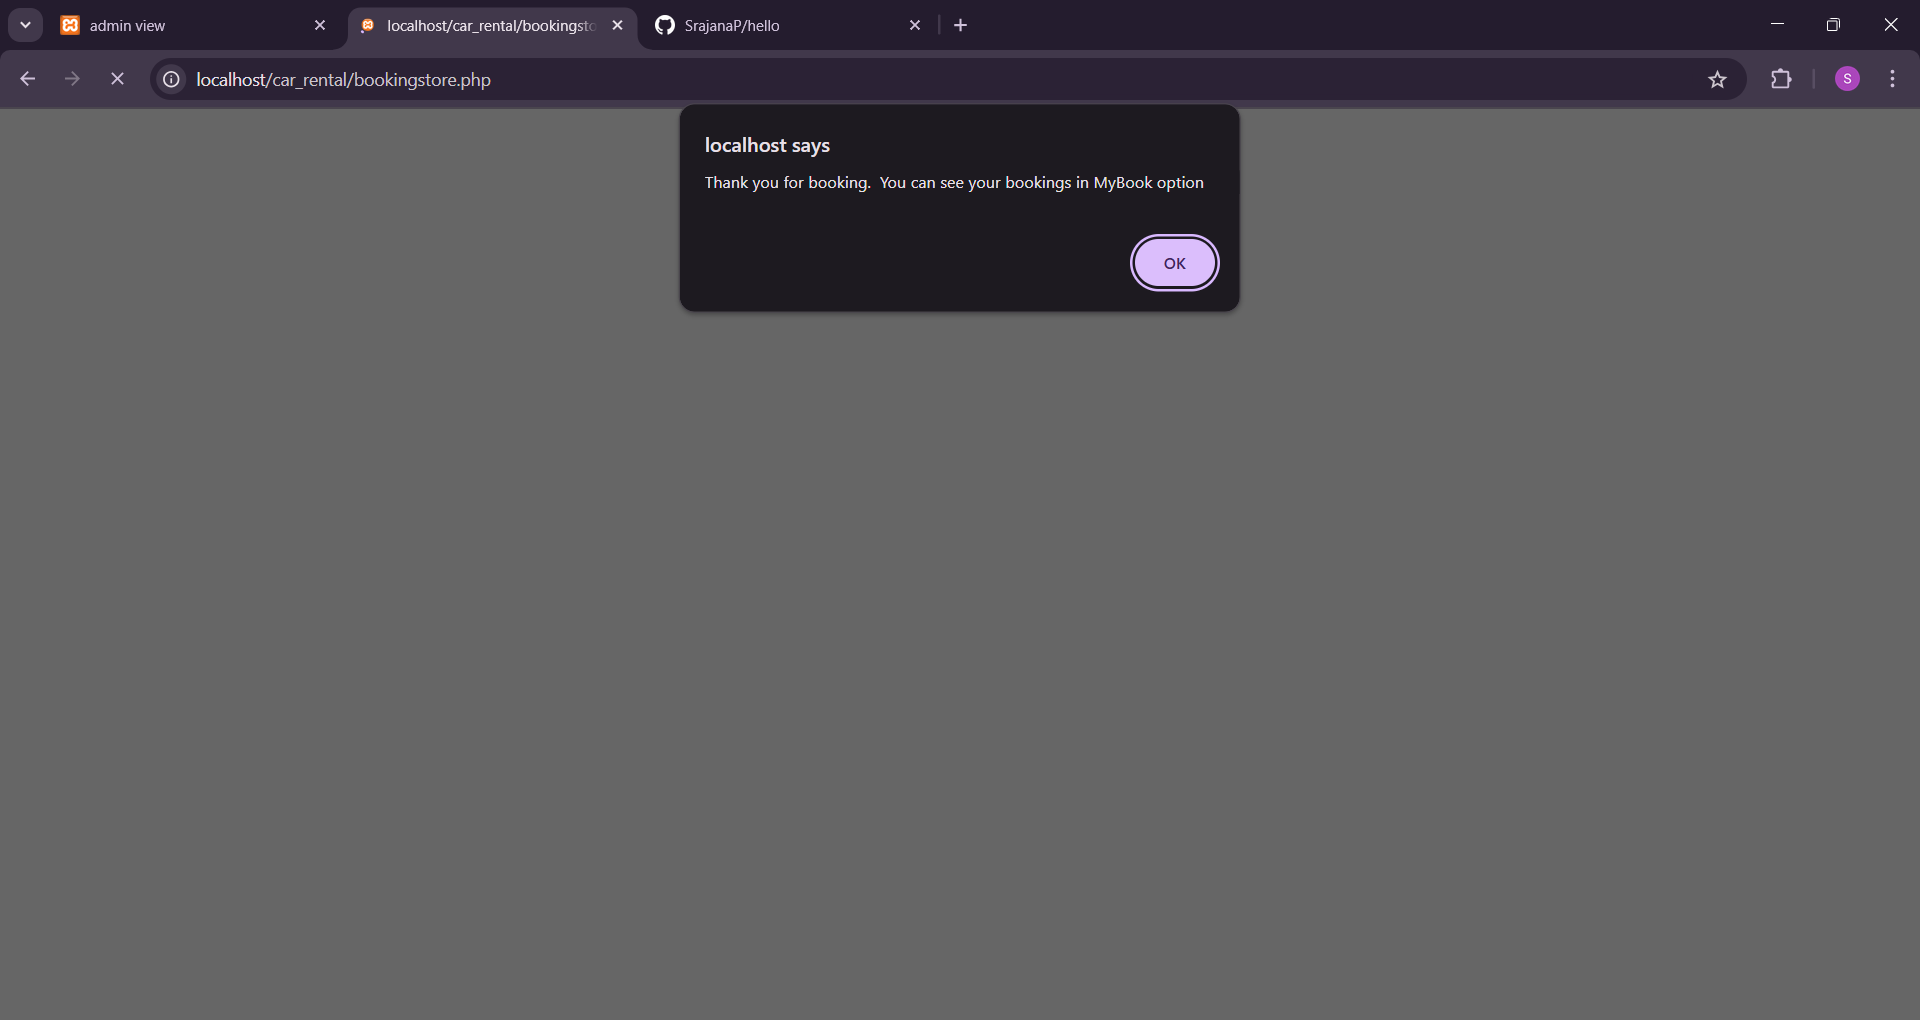 admin view
localhost/car_rental/bookingsto
SrajanaP/hello
localhost/car_rental/bookingstore.php
S
localhost says
Thank you for booking.  You can see your bookings in MyBook option
OK